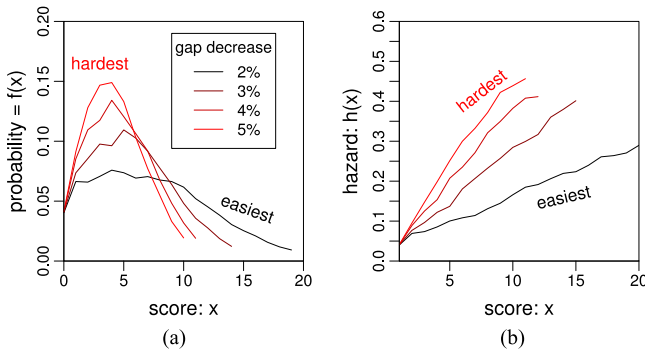 probability = f(x)
0.00 0.05 0.10 0.15 0.20
hardest
gap decrease
2%
3%
4%
5%
easiest
0 5 10 15 20
score: x
(a)
hazard: h(x)
0.0 0.1 0.2 0.3 0.4 0.5 0.6
hardest
easiest
5 10 15 20
score: x
(b)